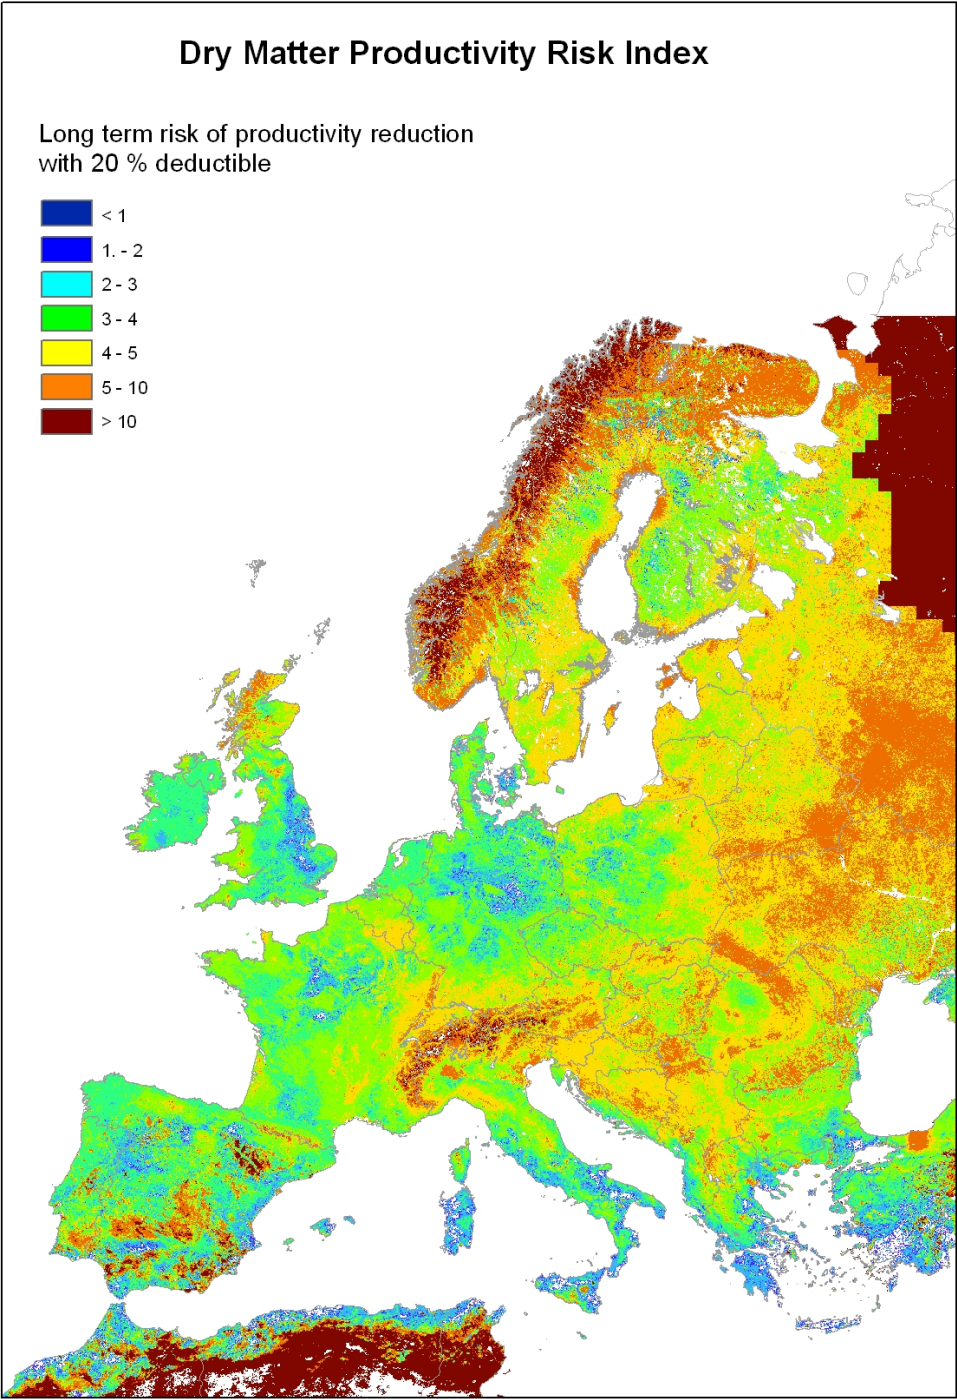 Dry Matter Productivity Risk Index
Long term risk of productivity reduction
with 20 % deductible
< 1
1. - 2
2 - 3
3 - 4
4 - 5
5 - 10
> 10